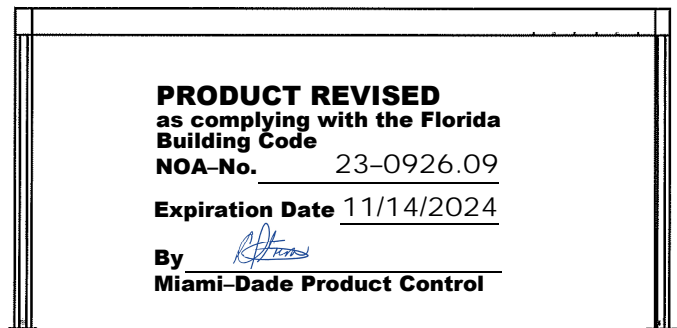 PRODUCT REVISED
as complying with the Florida
Building Code
NOA–No. 23–0926.09
Expiration Date 11/14/2024
By
Miami–Dade Product Control